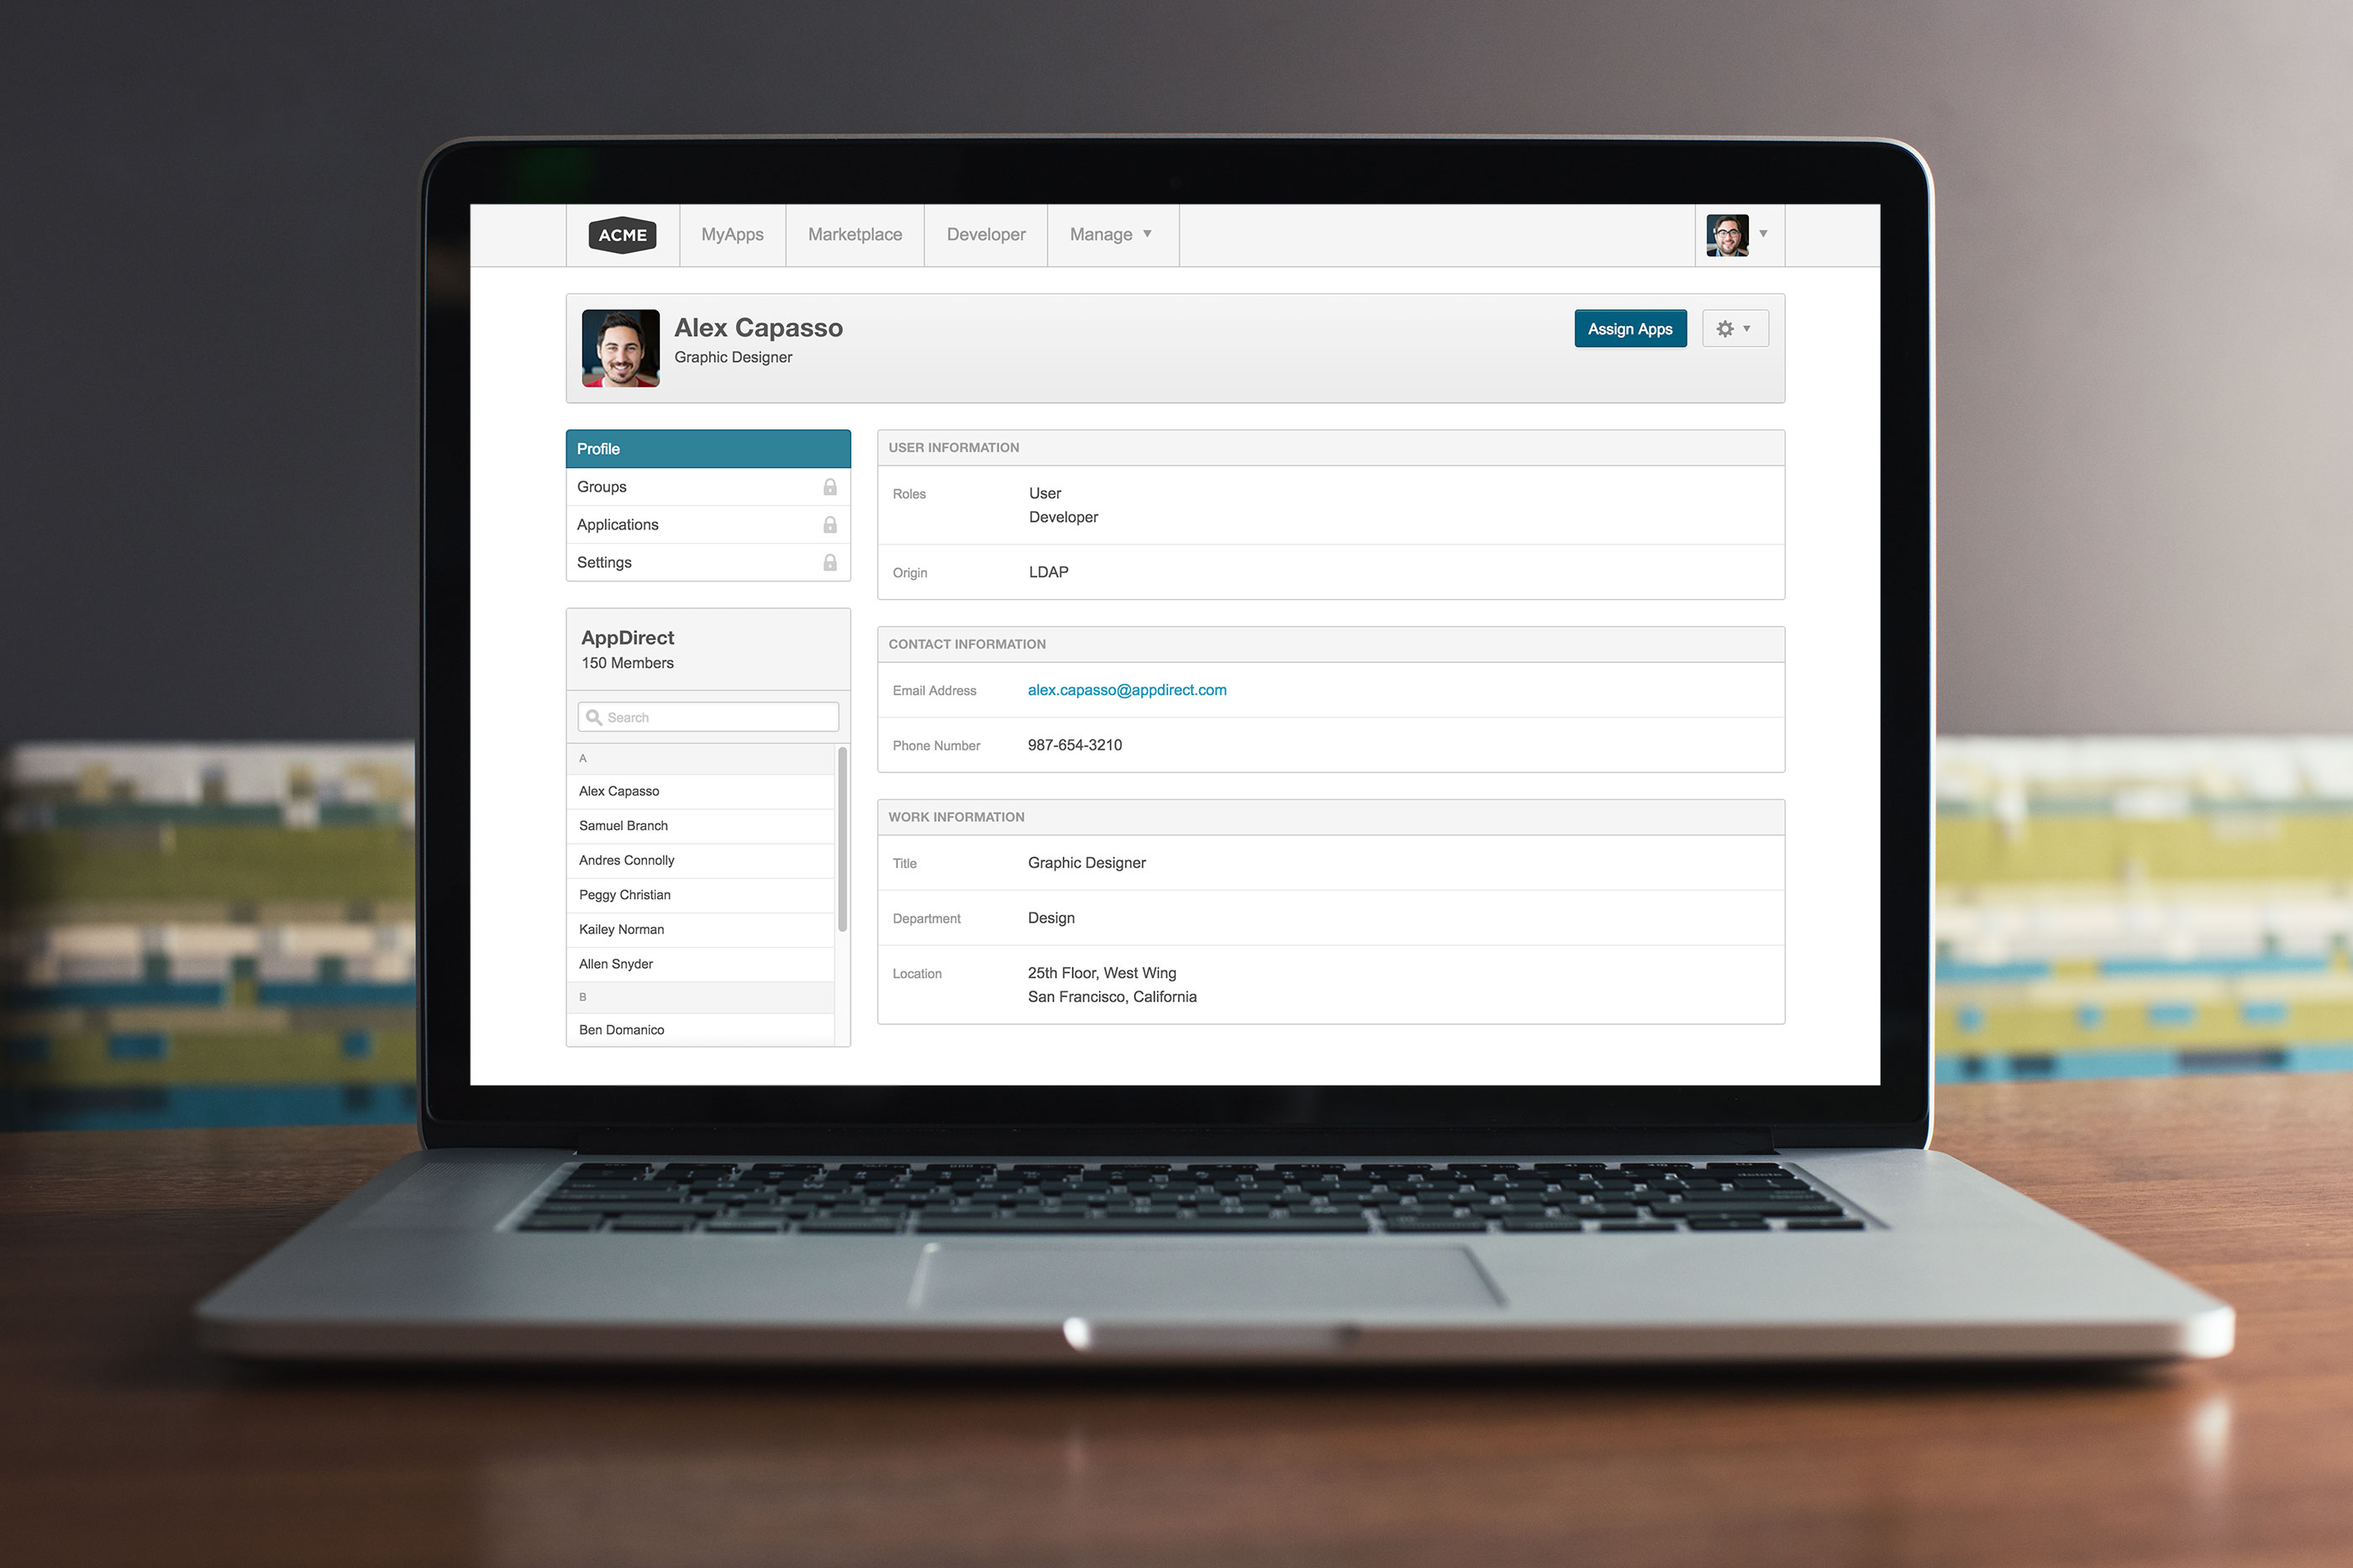 ACME
MyApps
Marketplace
Developer
Manage
Alex Capasso
Graphic Designer
Assign Apps
Profile
Groups
Applications
Settings
AppDirect
150 Members
Search
A
Alex Capasso
Samuel Branch
Andres Connolly
Peggy Christian
Kailey Norman
Allen Snyder
B
Ben Domanico
USER INFORMATION
Roles User
Developer
Origin LDAP
CONTACT INFORMATION
Email Address alex.capasso@appdirect.com
Phone Number 987-654-3210
WORK INFORMATION
Title Graphic Designer
Department Design
Location 25th Floor, West Wing
San Francisco, California